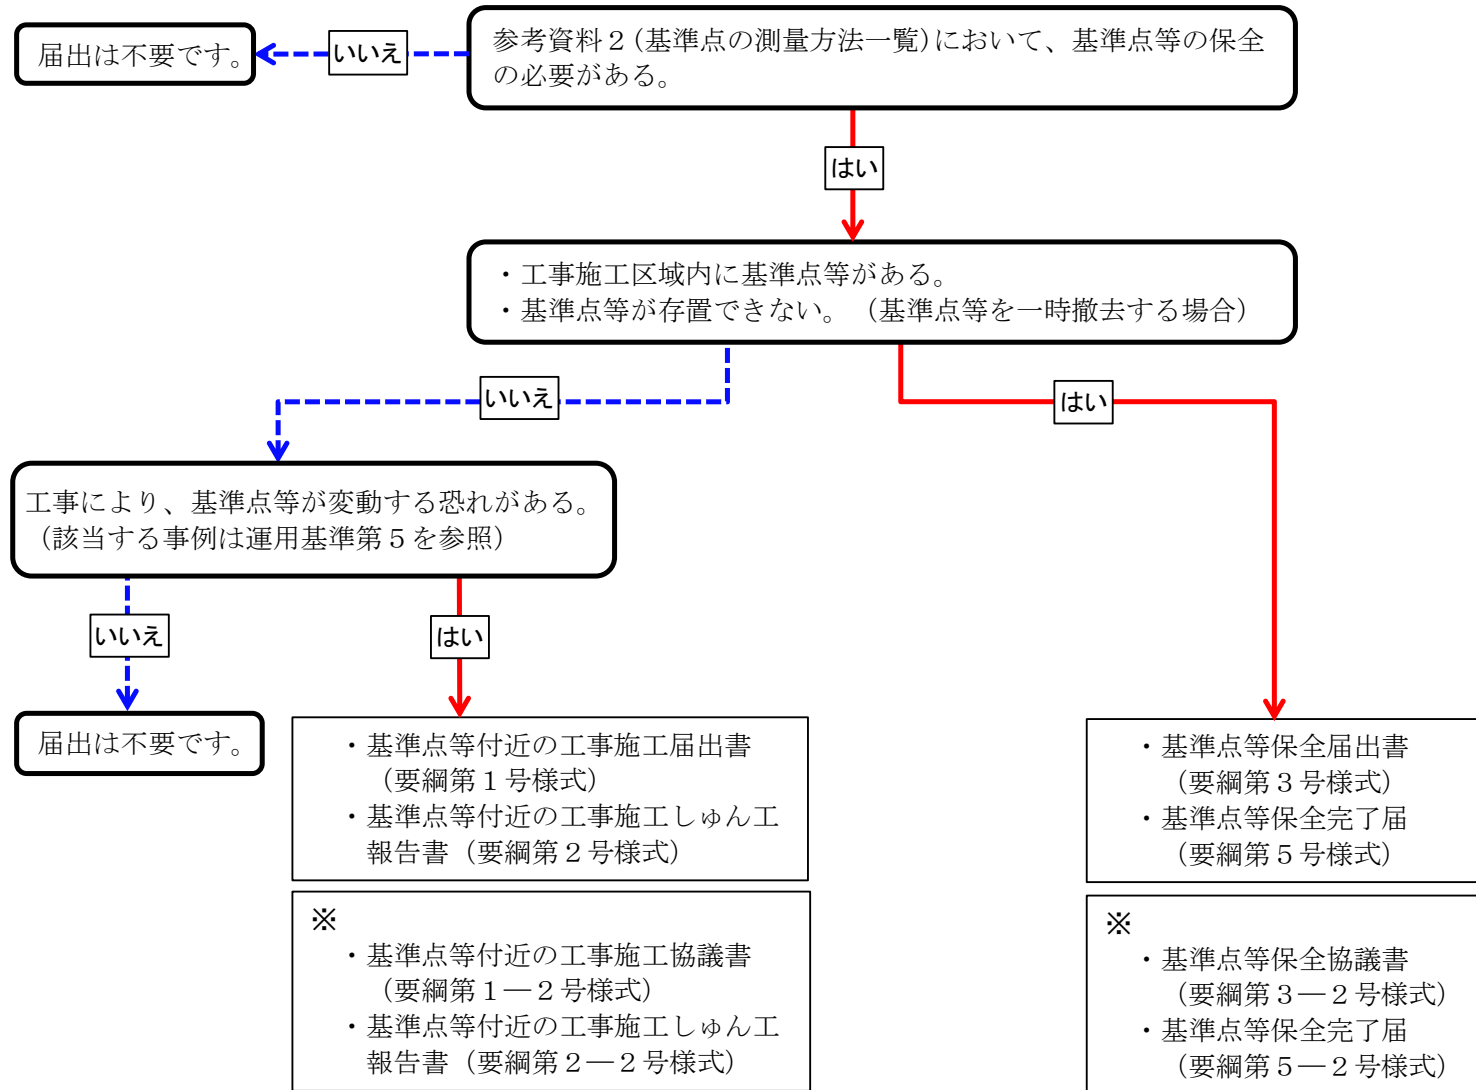 届出は不要です。
いいえ
参考資料２(基準点の測量方法一覧)において、基準点等の保全
の必要がある。
はい
・工事施工区域内に基準点等がある。
・基準点等が存置できない。（基準点等を一時撤去する場合）
いいえ
はい
工事により、基準点等が変動する恐れがある。
（該当する事例は運用基準第５を参照）
いいえ
はい
届出は不要です。
・基準点等付近の工事施工届出書
（要綱第１号様式）
・基準点等付近の工事施工しゅん工
報告書（要綱第２号様式）
・基準点等保全届出書
（要綱第３号様式）
・基準点等保全完了届
（要綱第５号様式）
※
・基準点等付近の工事施工協議書
（要綱第１―２号様式）
・基準点等付近の工事施工しゅん工
報告書（要綱第２―２号様式）
※
・基準点等保全協議書
（要綱第３―２号様式）
・基準点等保全完了届
（要綱第５―２号様式）